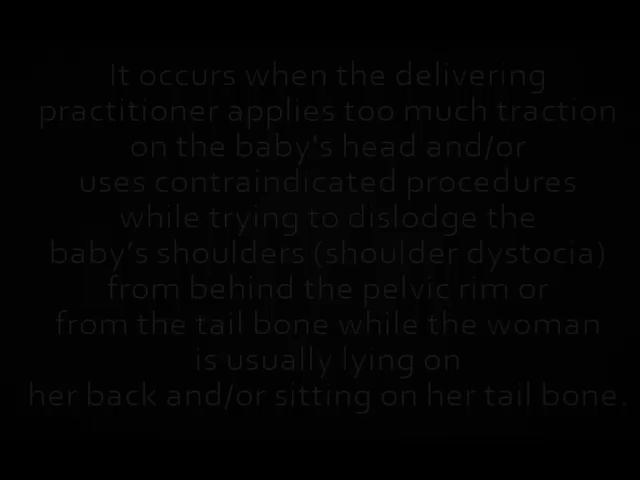 It occurs when the delivering
practitioner applies too much traction
on the baby's head and/or
uses contraindicated procedures
while trying to dislodge the
baby’s shoulders (shoulder dystocia)
from behind the pelvic rim or
from the tail bone while the woman
is usually lying on
her back and/or sitting on her tail bone.